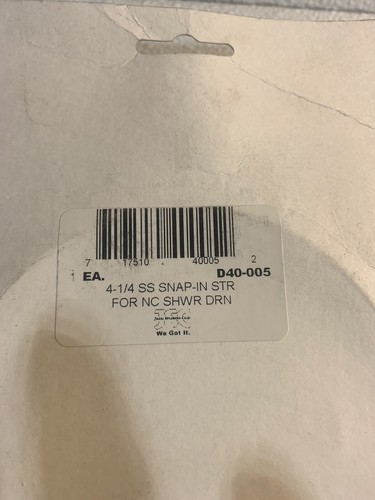 7 17510 40005 2
1 EA. D40-005
4-1/4 SS SNAP-IN STR
FOR NC SHWR DRN
We Got It.